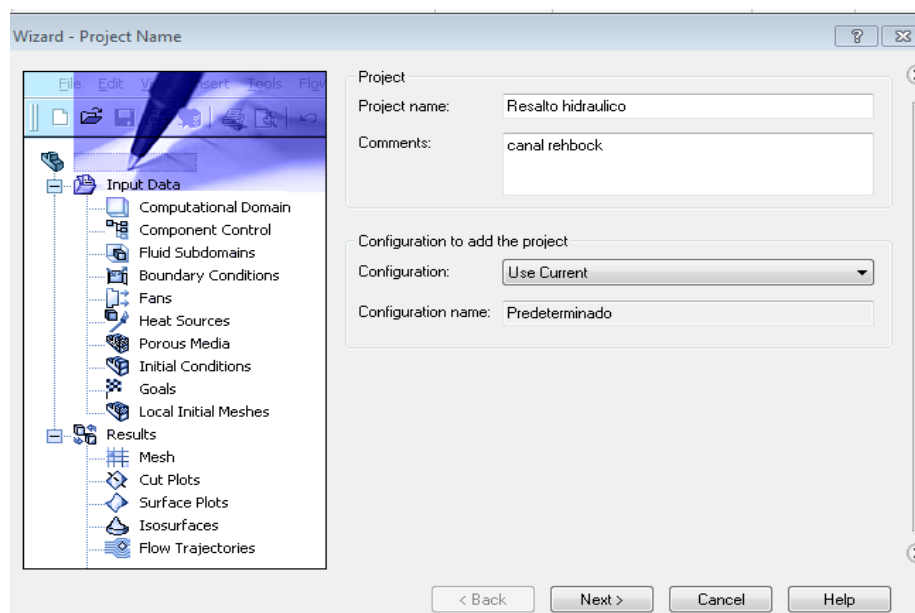 Wizard - Project Name
File Edit View Insert Tools Flow
Input Data
Computational Domain
Component Control
Fluid Subdomains
Boundary Conditions
Fans
Heat Sources
Porous Media
Initial Conditions
Goals
Local Initial Meshes
Results
Mesh
Cut Plots
Surface Plots
Isosurfaces
Flow Trajectories
Project
Project name: Resalto hidraulico
Comments: canal rehbock
Configuration to add the project
Configuration: Use Current
Configuration name: Predeterminado
< Back Next > Cancel Help